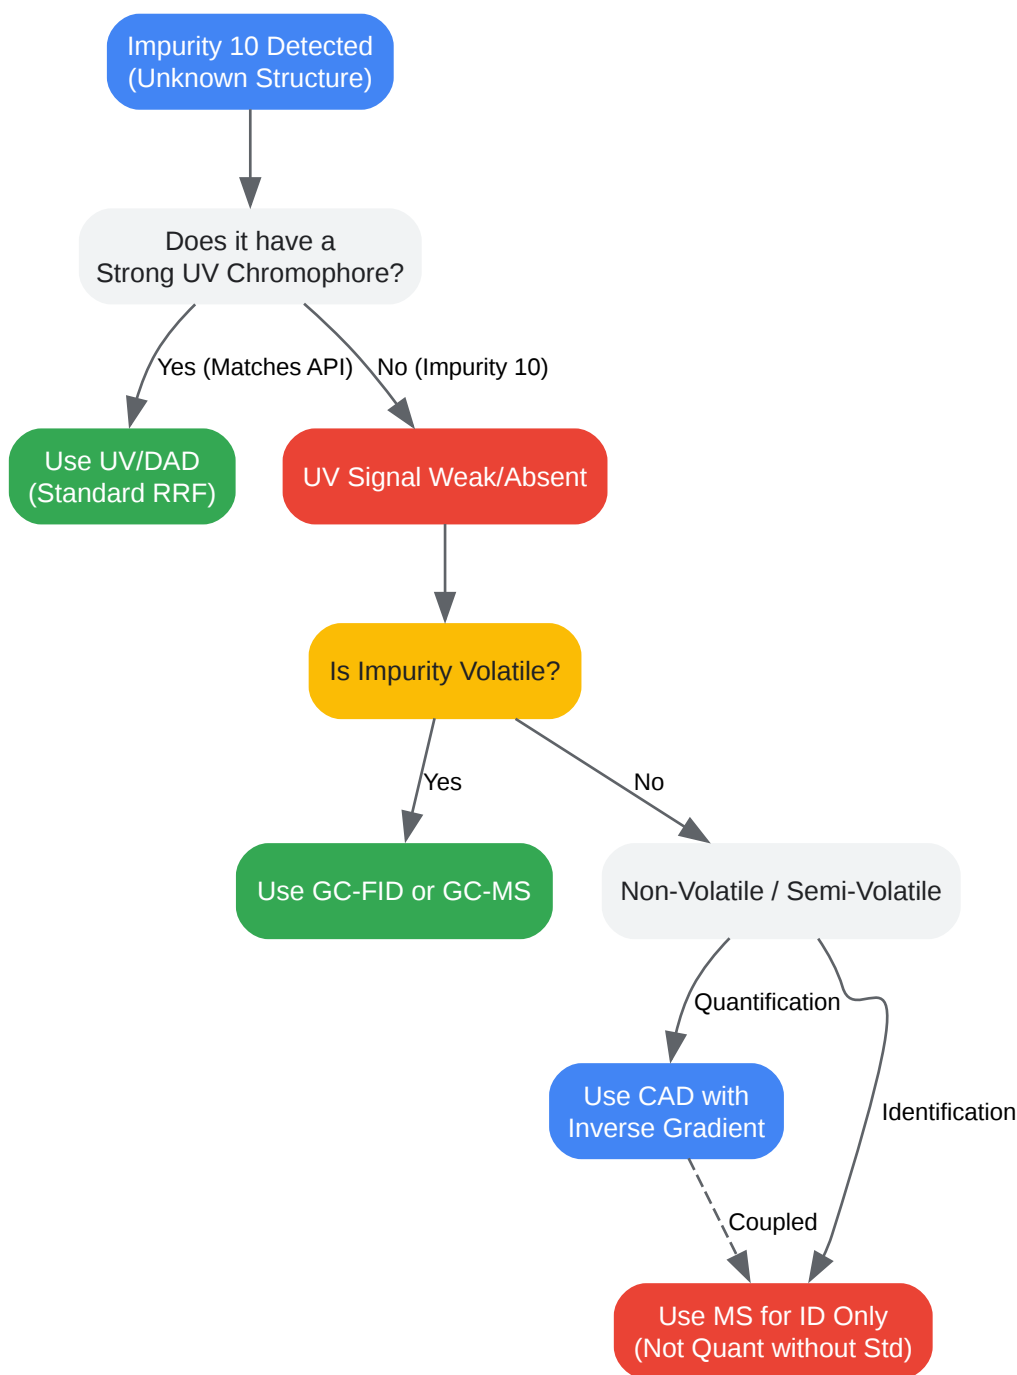 Impurity 10 Detected
(Unknown Structure)
Does it have a
Strong UV Chromophore?
Yes (Matches API)
No (Impurity 10)
Use UV/DAD
(Standard RRF)
UV Signal Weak/Absent
Is Impurity Volatile?
Yes
No
Use GC-FID or GC-MS
Non-Volatile / Semi-Volatile
Quantification
Use CAD with
Inverse Gradient
Identification
Coupled
Use MS for ID Only
(Not Quant without Std)